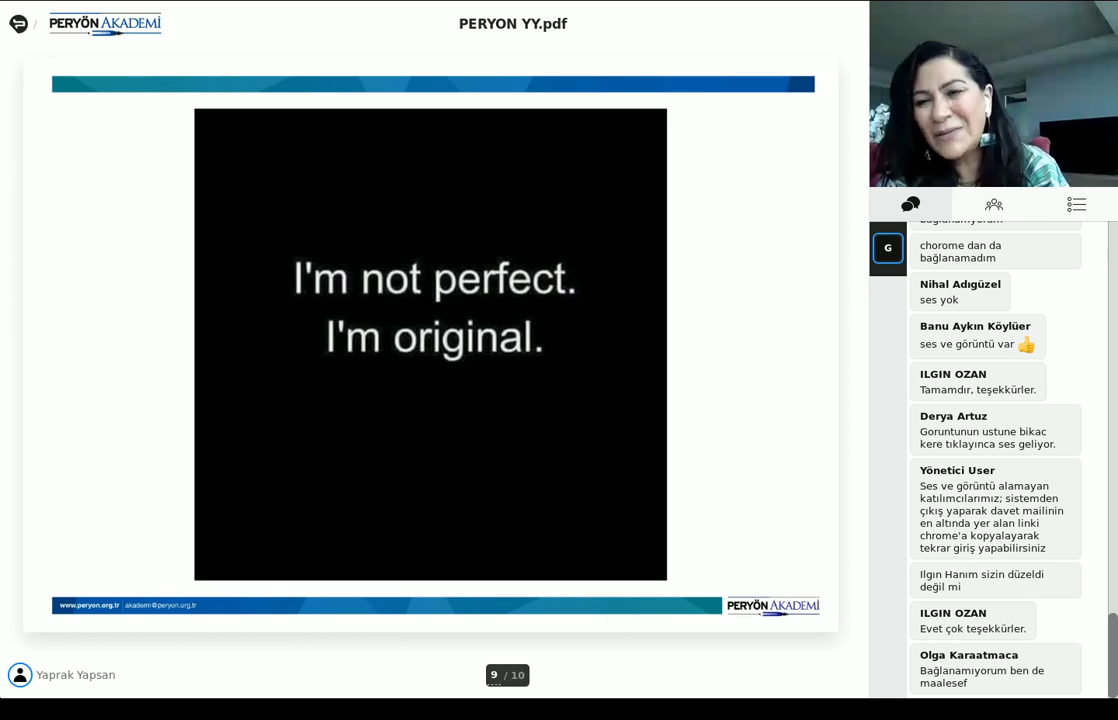 PERYÖN AKADEMİ
PERYON YY.pdf
I'm not perfect.
I'm original.
www.peryon.org.tr | akademi@peryon.org.tr
PERYÖN AKADEMİ
Yaprak Yapsan
9 / 10
G
bağlanamıyorum
chorome dan da
bağlanamadım
Nihal Adıgüzel
ses yok
Banu Aykın Köylüer
ses ve görüntü var 👍
ILGIN OZAN
Tamamdır, teşekkürler.
Derya Artuz
Goruntunun ustune bikac
kere tıklayınca ses geliyor.
Yönetici User
Ses ve görüntü alamayan
katılımcılarımız; sistemden
çıkış yaparak davet mailinin
en altında yer alan linki
chrome'a kopyalayarak
tekrar giriş yapabilirsiniz
Ilgın Hanım sizin düzeldi
değil mi
ILGIN OZAN
Evet çok teşekkürler.
Olga Karaatmaca
Bağlanamıyorum ben de
maalesef